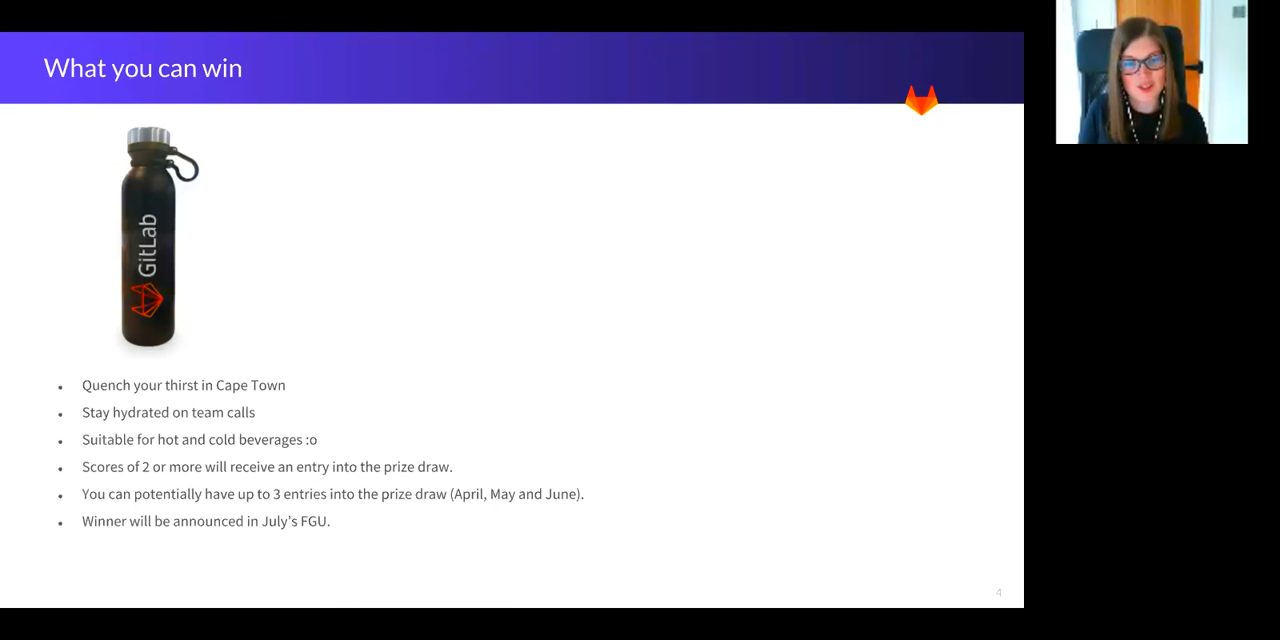 What you can win
GitLab
Quench your thirst in Cape Town
Stay hydrated on team calls
Suitable for hot and cold beverages :o
Scores of 2 or more will receive an entry into the prize draw.
You can potentially have up to 3 entries into the prize draw (April, May and June).
Winner will be announced in July’s FGU.
4